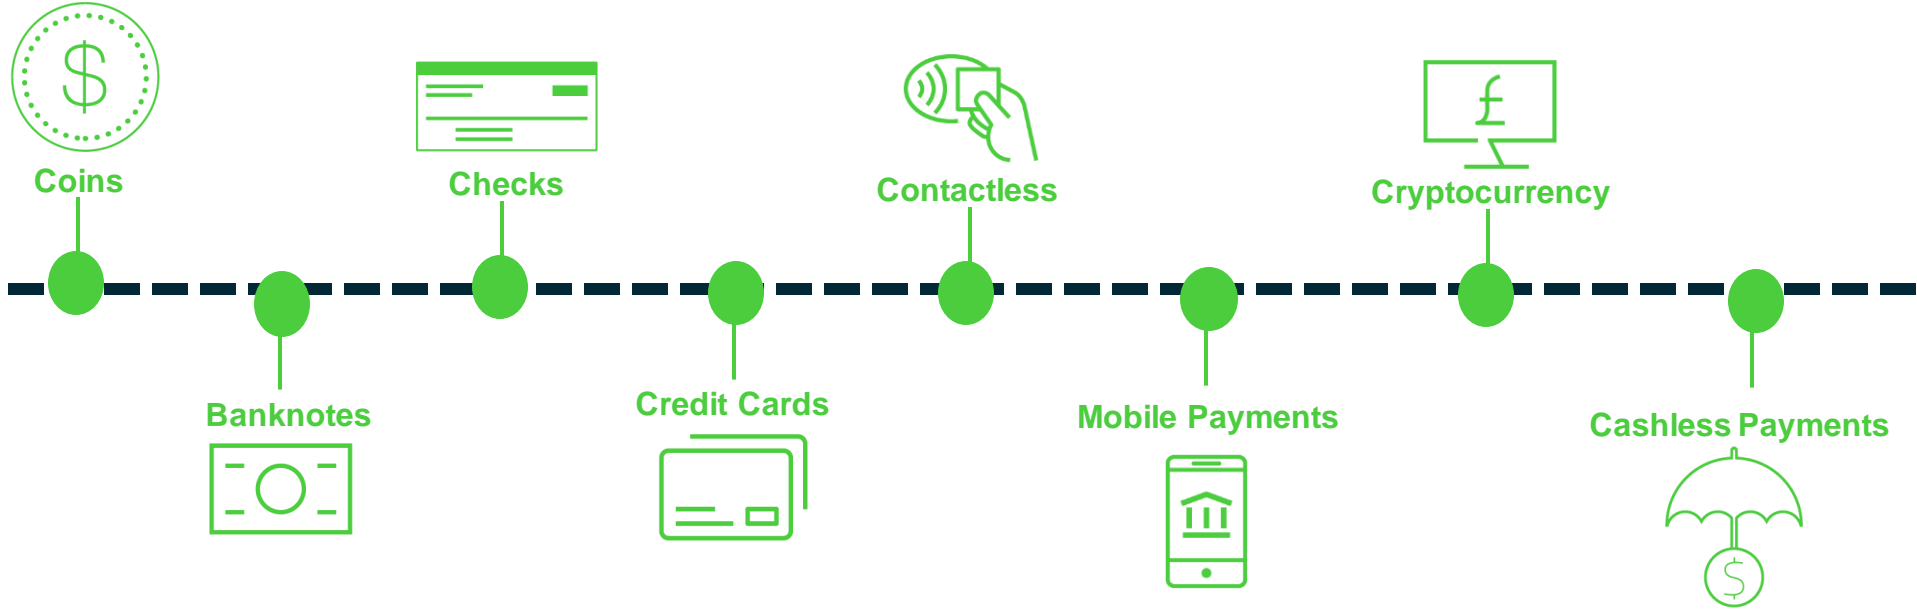 $
Coins
Banknotes
Checks
Credit Cards
Contactless
Mobile Payments
£
Cryptocurrency
Cashless Payments
$